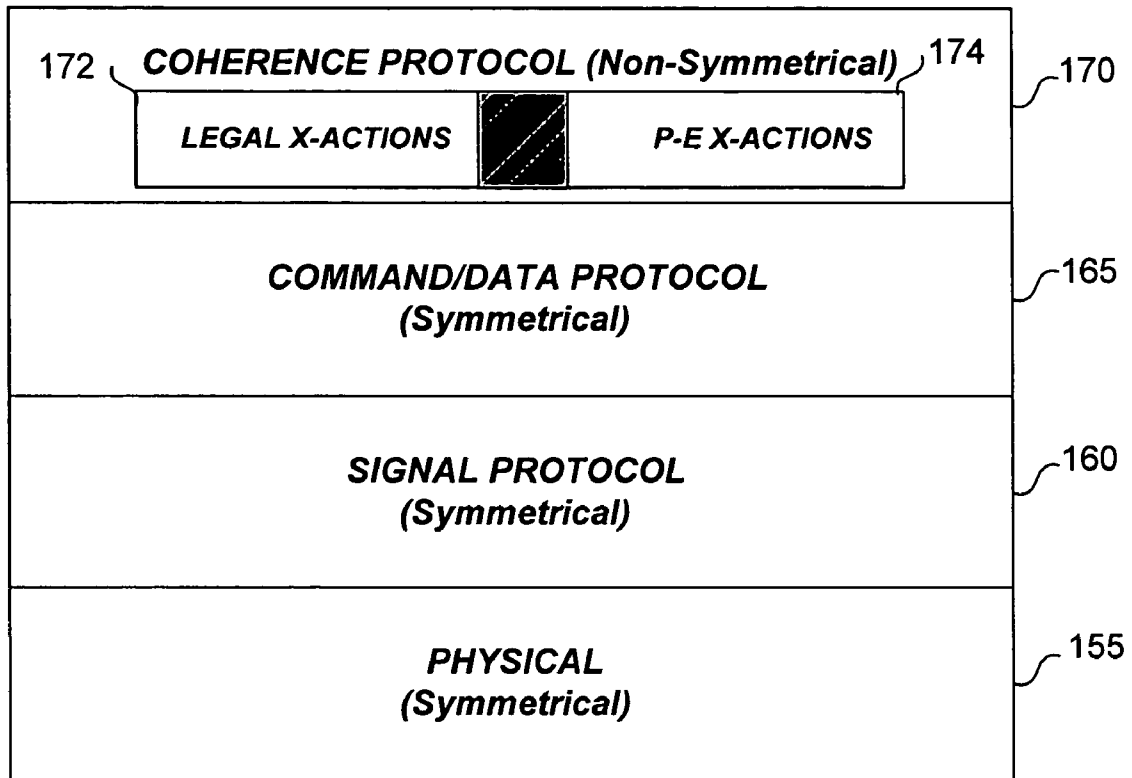 172 COHERENCE PROTOCOL (Non-Symmetrical) 174 170
LEGAL X-ACTIONS P-E X-ACTIONS
COMMAND/DATA PROTOCOL
(Symmetrical)
165
SIGNAL PROTOCOL
(Symmetrical)
160
PHYSICAL
(Symmetrical)
155